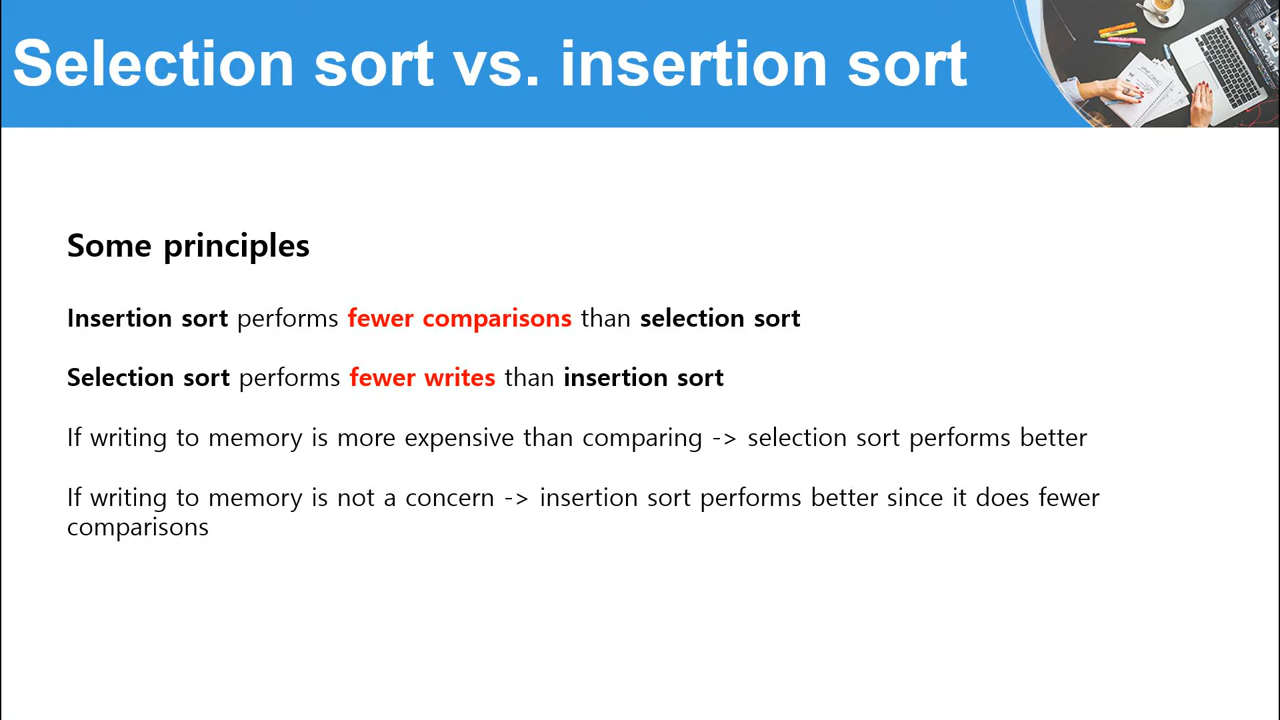 Selection sort vs. insertion sort
Some principles
Insertion sort performs fewer comparisons than selection sort
Selection sort performs fewer writes than insertion sort
If writing to memory is more expensive than comparing -> selection sort performs better
If writing to memory is not a concern -> insertion sort performs better since it does fewer
comparisons